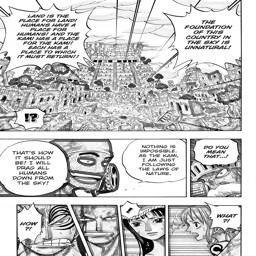 THE
FOUNDATION
OF THIS
COUNTRY IN
THE SKY IS
UNNATURAL!
LAND IS THE
PLACE FOR LAND!
HUMANS HAVE A
PLACE FOR
HUMANS! AND THE
KAMI HAS A PLACE
FOR THE KAMI!
EACH HAS
A PLACE TO
WHICH IT
MUST RETURN!!
!?
DO YOU
MEAN
THAT...!
NOTHING IS
IMPOSSIBLE.
AS THE KAMI,
I AM JUST
FOLLOWING
THE LAWS OF
NATURE.
THAT'S HOW
IT SHOULD
BE! I WILL
DRAG ALL
HUMANS
DOWN FROM
THE SKY!
WHAT
?!
HOW
?!